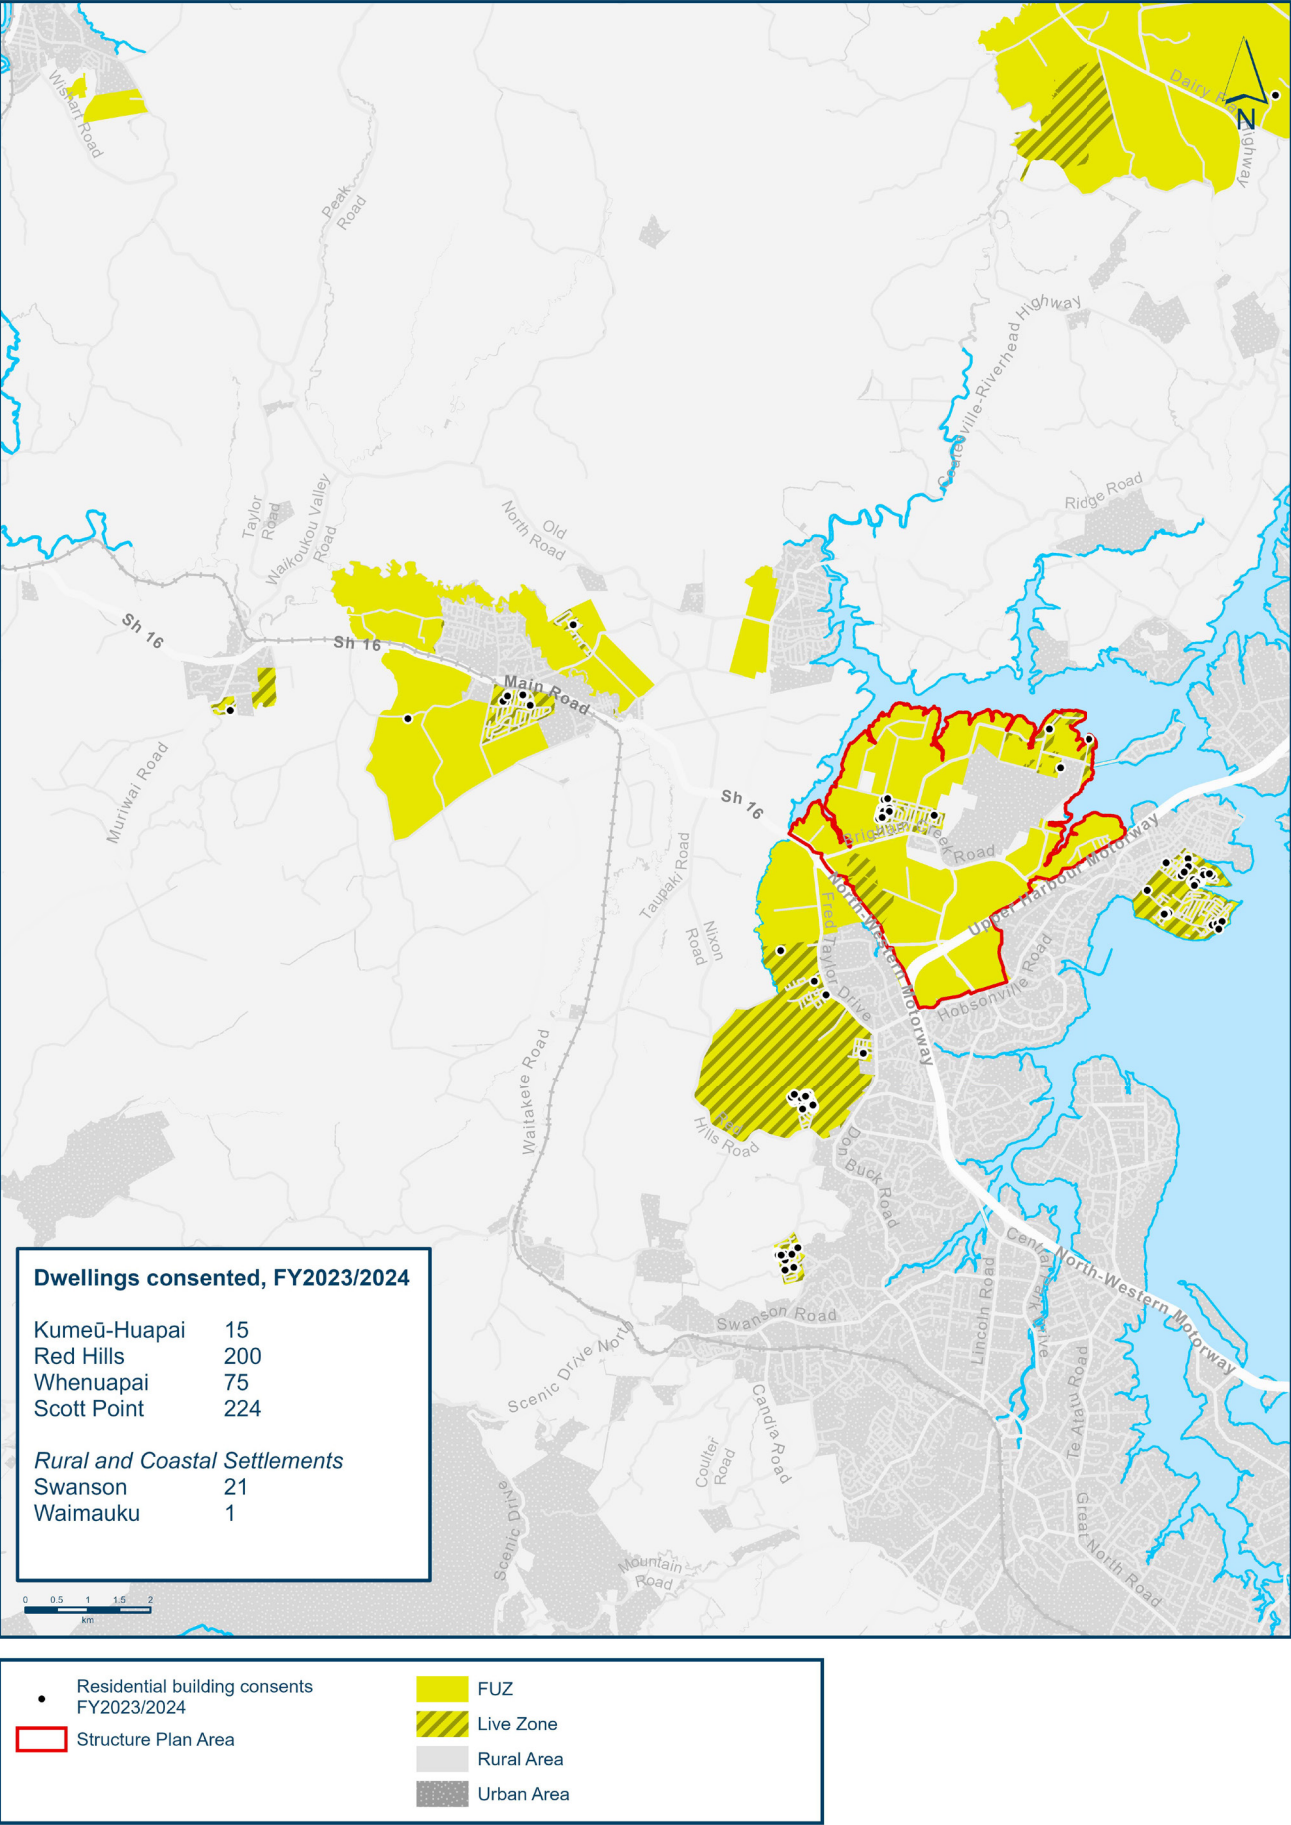 Wishart Road
Peak
Road
Dairy
Highway
N
Coatesville-Riverhead Highway
Ridge Road
Taylor
Road
Waikoukou Valley
Road
Old
North Road
Sh 16
Sh 16
Main Road
Muriwai Road
Sh 16
Brigham Creek
Road
Taupaki Road
Nixon
Road
Fred Taylor Drive
North-Western Motorway
Upper Harbour Motorway
Hobsonville Road
Waitakere Road
Red
Hills Road
Don Buck Road
Central Park Drive
North-Western Motorway
Lincoln Road
Swanson Road
Scenic Drive North
Te Atatu Road
Candia Road
Coulter
Road
Scenic Drive
Great North Road
Mountain
Road
Dwellings consented, FY2023/2024
Kumeū-Huapai 15
Red Hills 200
Whenuapai 75
Scott Point 224
Rural and Coastal Settlements
Swanson 21
Waimauku 1
0 0.5 1 1.5 2
km
Residential building consents
FY2023/2024
Structure Plan Area
FUZ
Live Zone
Rural Area
Urban Area